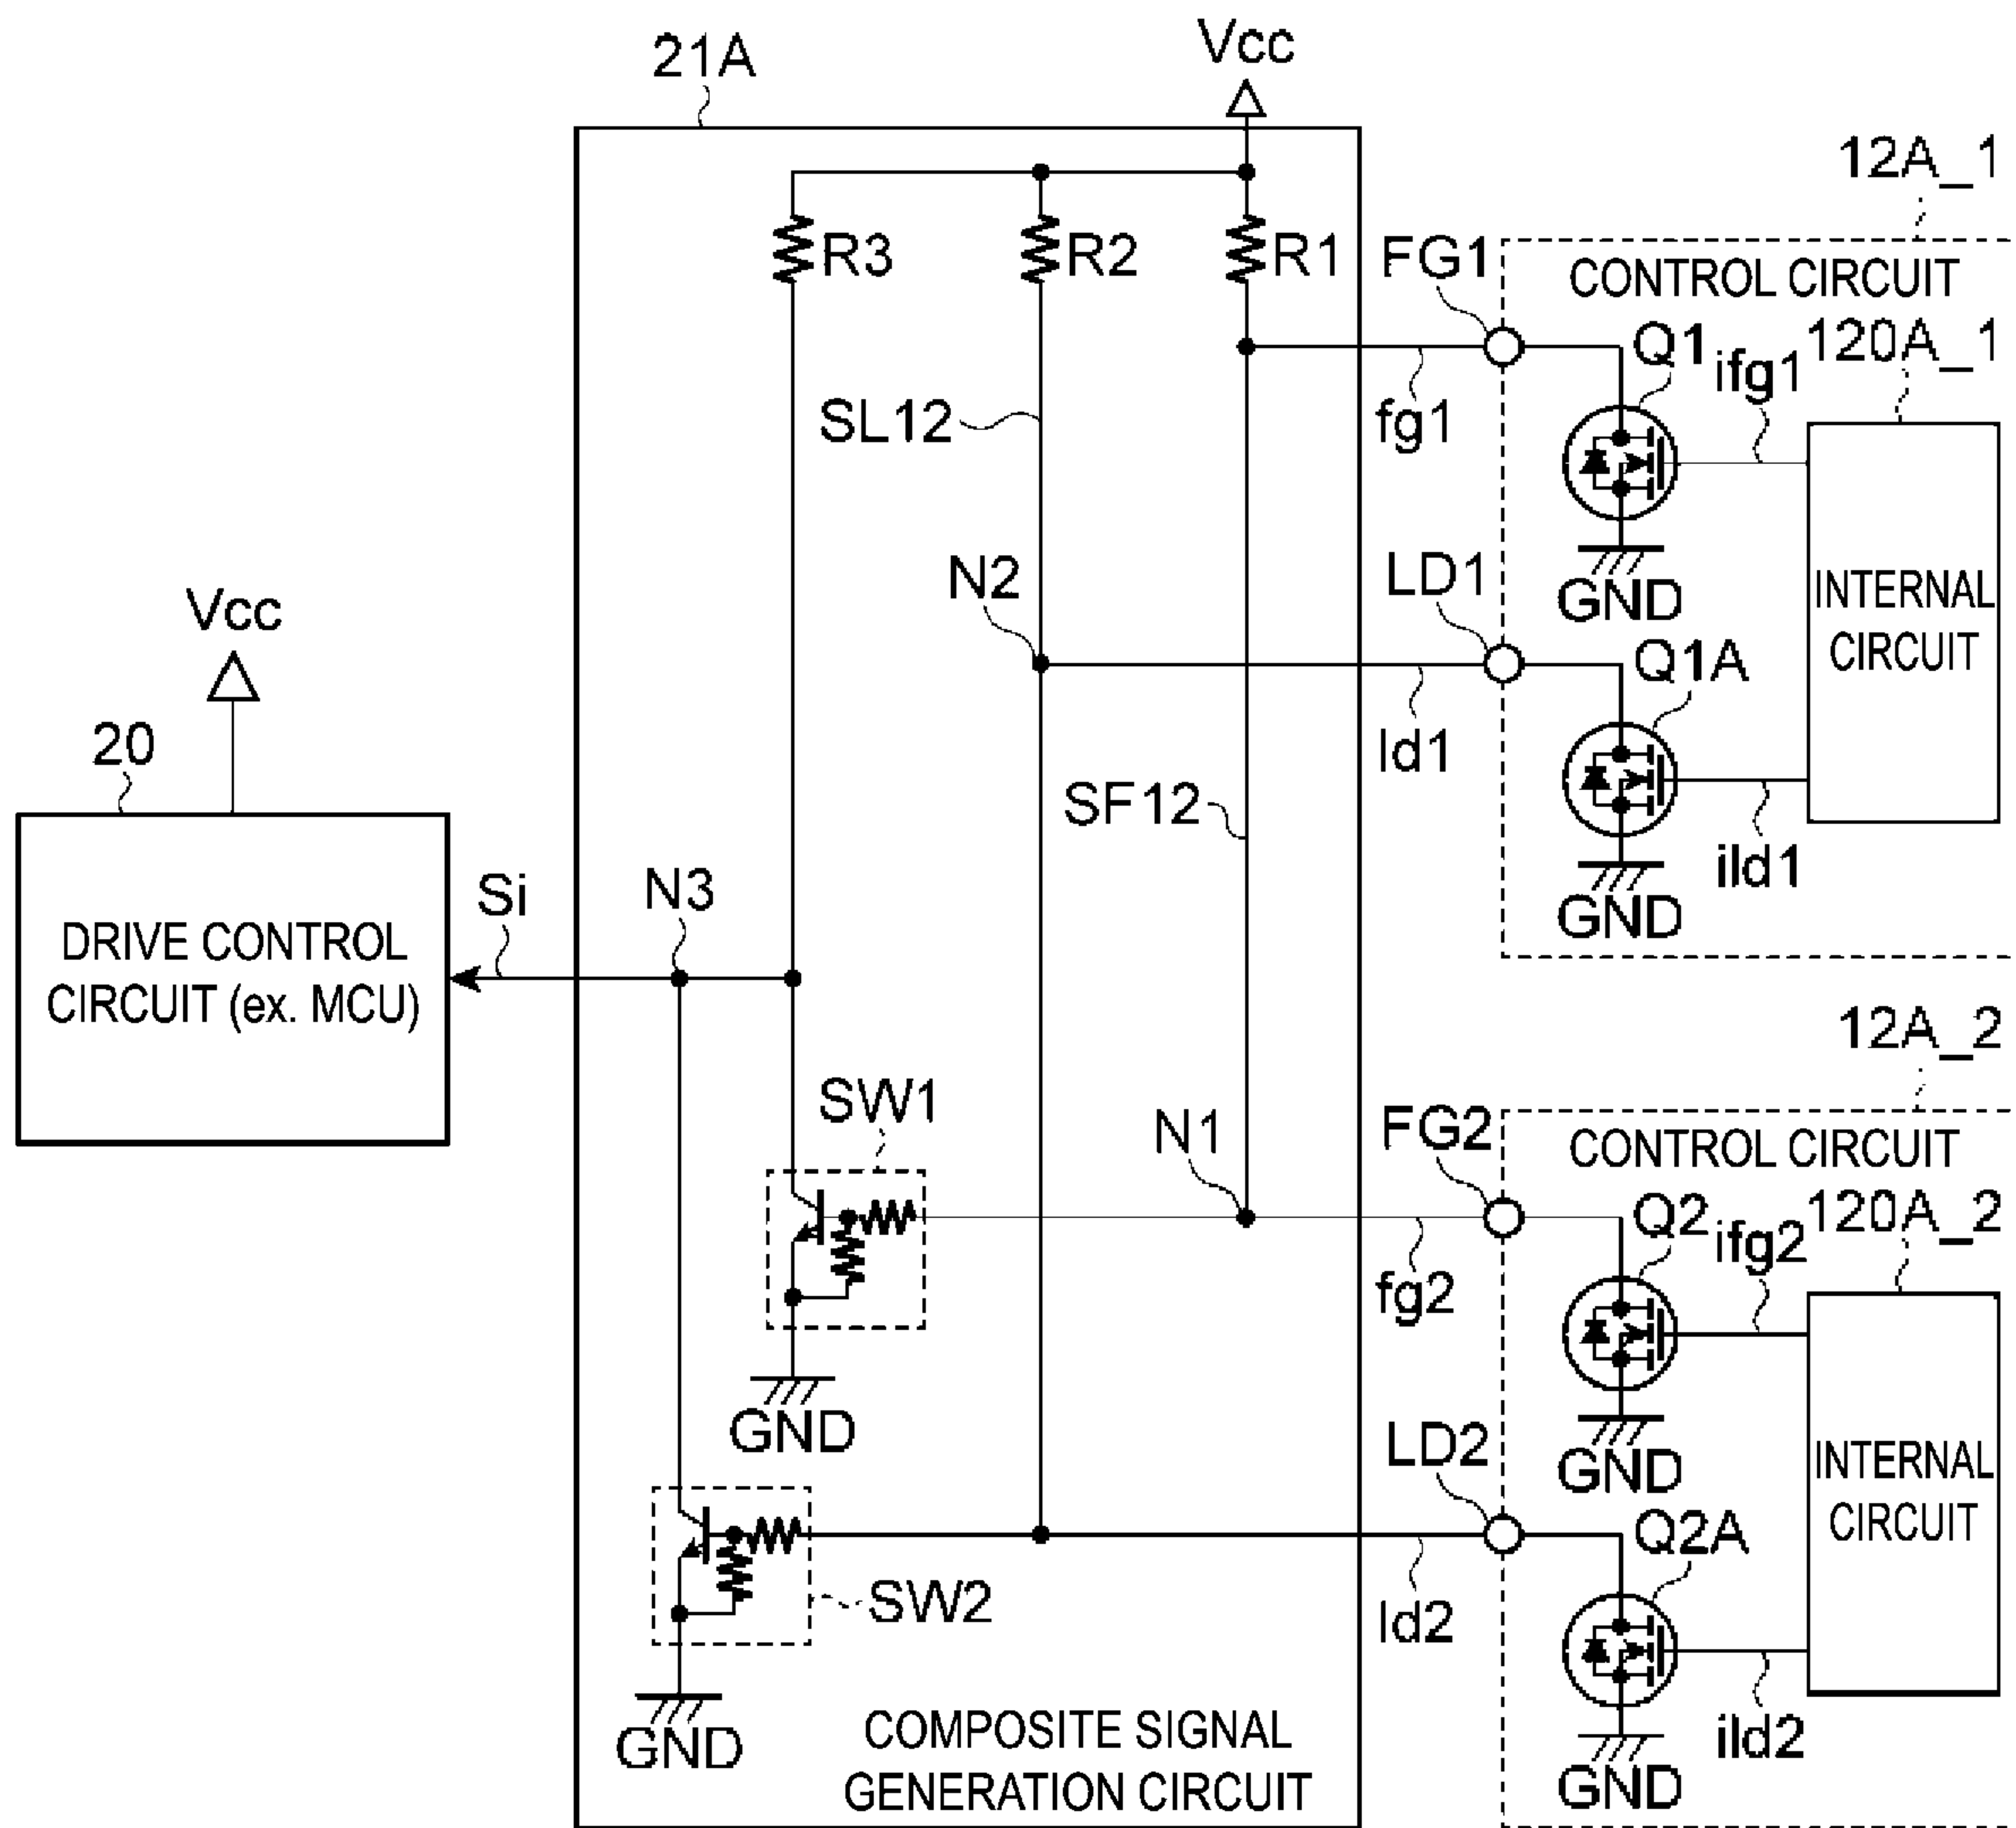 21A
Vcc
12A_1
R3
R2
R1
FG1
CONTROL CIRCUIT
Q1
ifg1
120A_1
SL12
fg1
N2
LD1
GND
INTERNAL
CIRCUIT
Vcc
Q1A
20
ld1
SF12
Si
N3
ild1
GND
DRIVE CONTROL
CIRCUIT (ex. MCU)
12A_2
SW1
N1
FG2
CONTROL CIRCUIT
Q2
ifg2
120A_2
fg2
GND
LD2
GND
INTERNAL
CIRCUIT
Q2A
SW2
ld2
GND
COMPOSITE SIGNAL
GENERATION CIRCUIT
ild2
GND